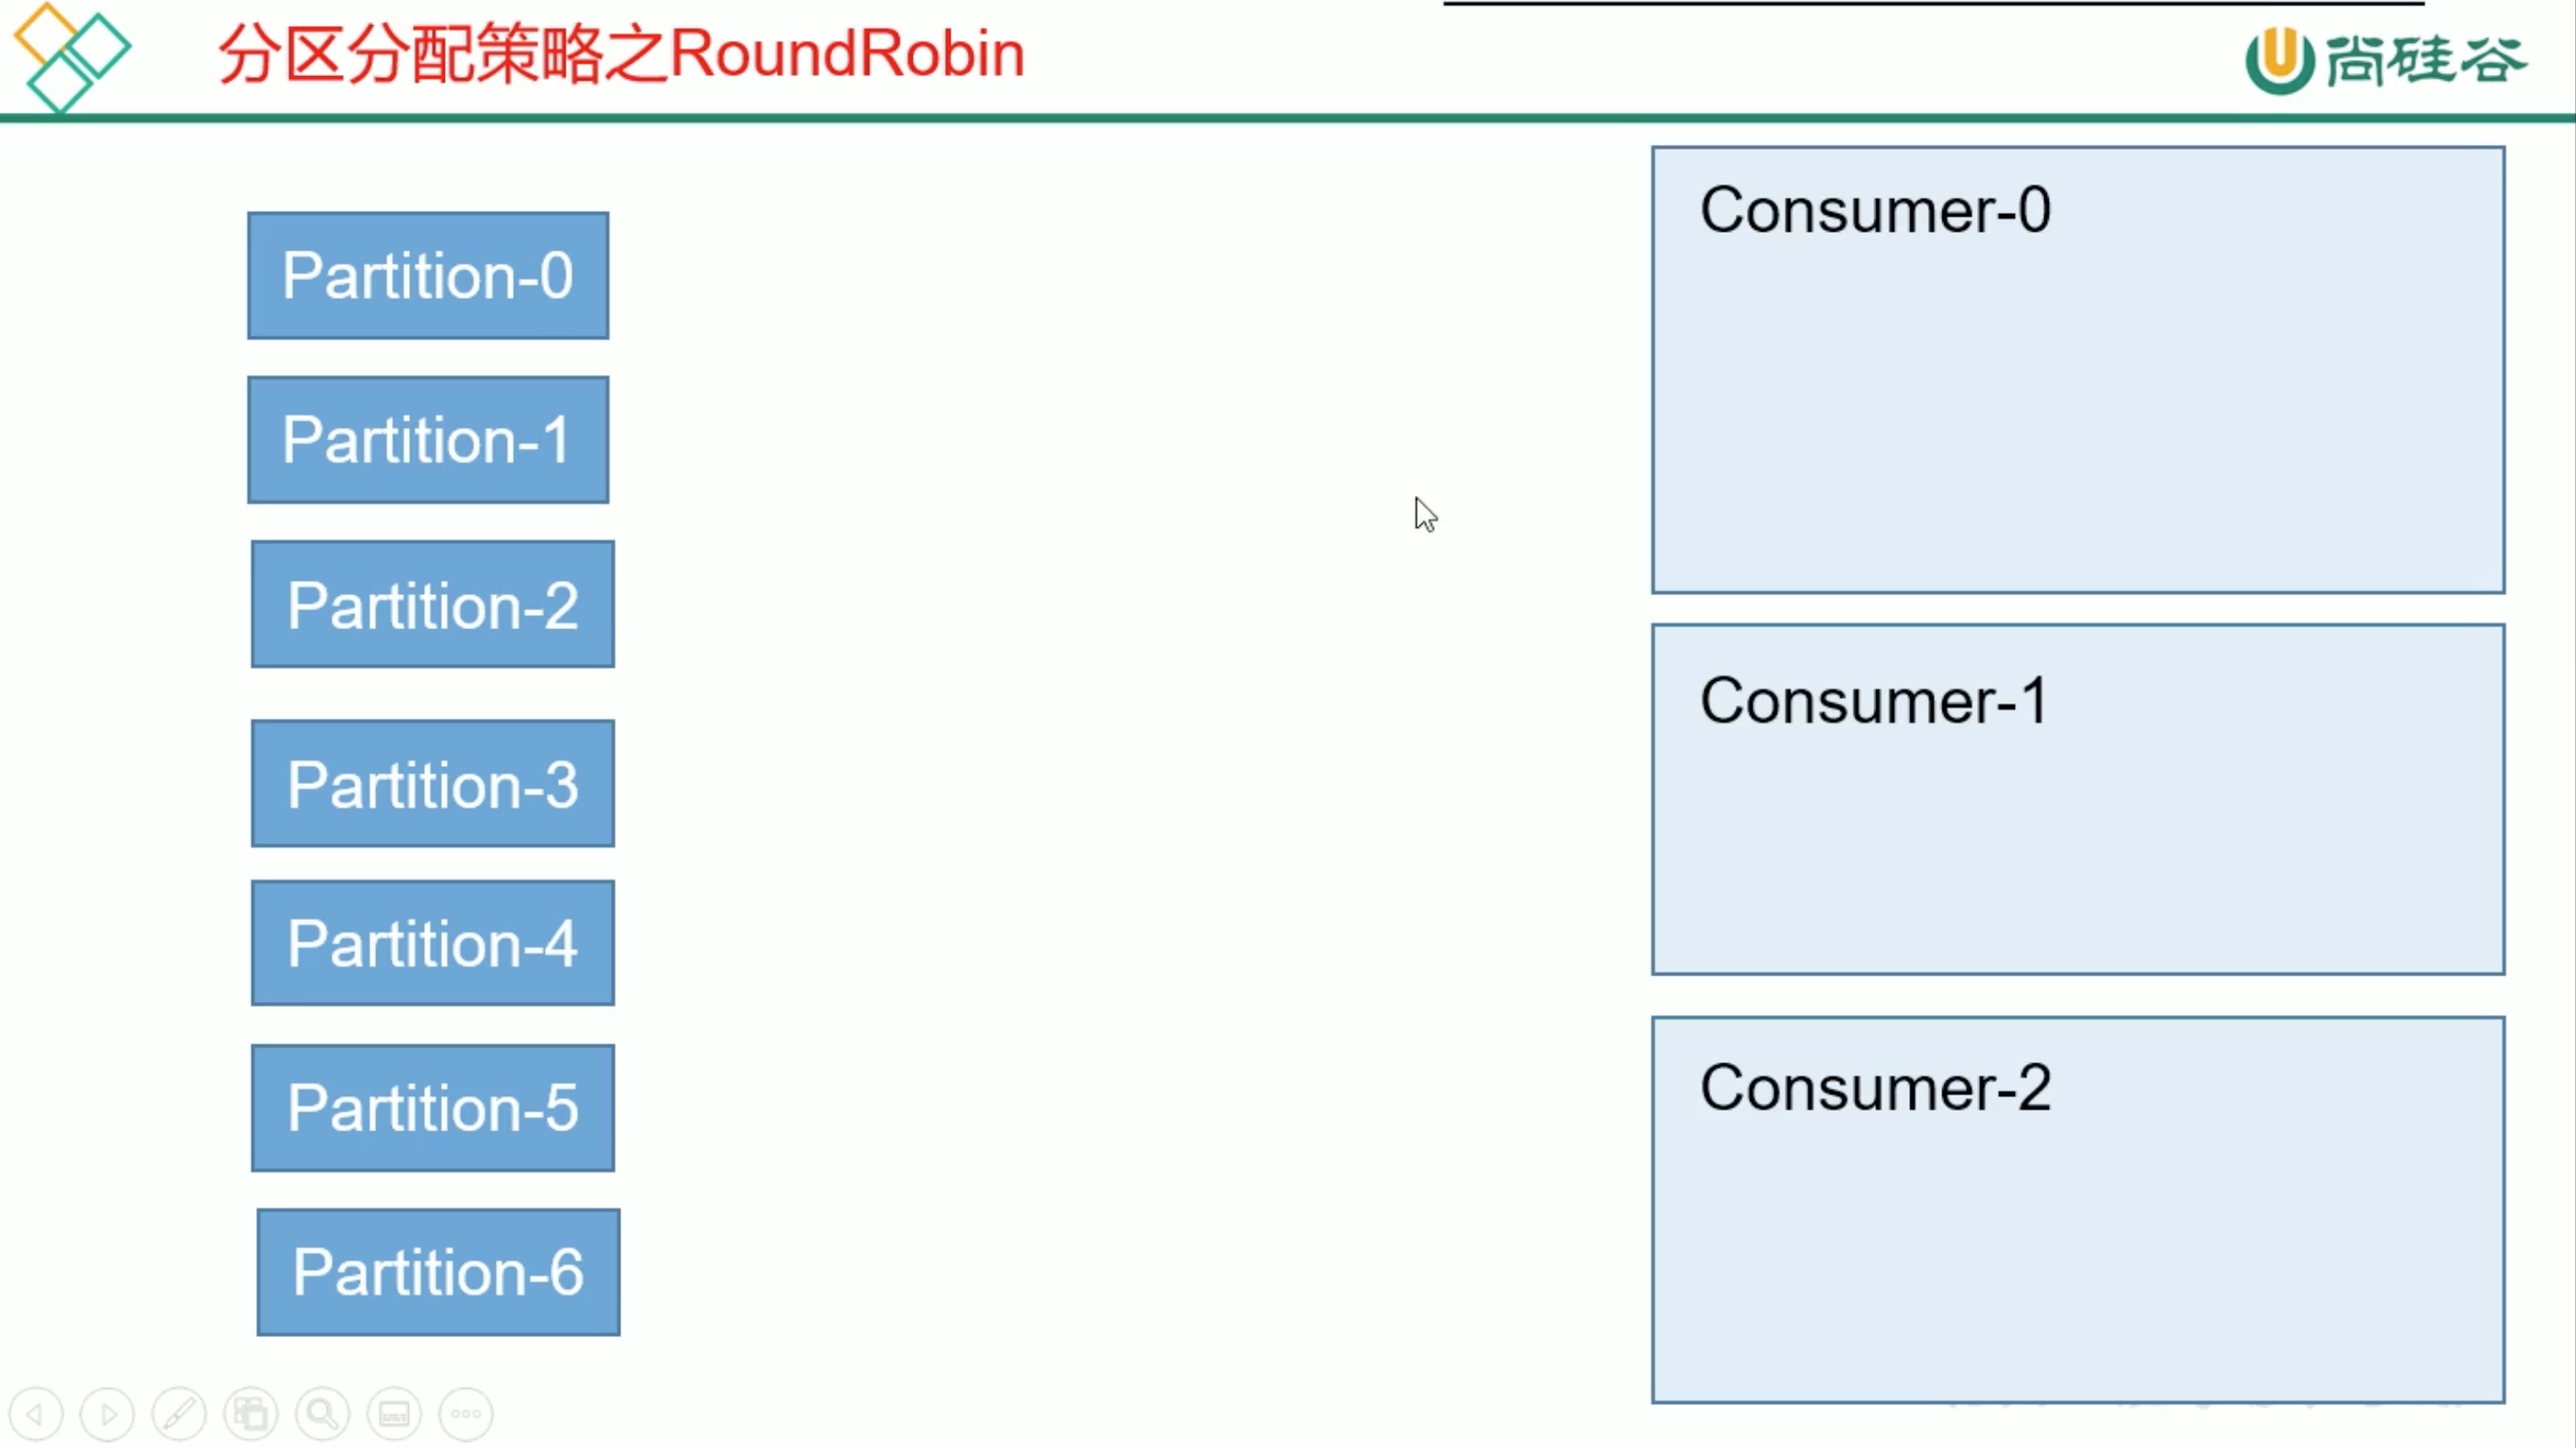 分区分配策略之RoundRobin
尚硅谷
Partition-0
Partition-1
Partition-2
Partition-3
Partition-4
Partition-5
Partition-6
Consumer-0
Consumer-1
Consumer-2